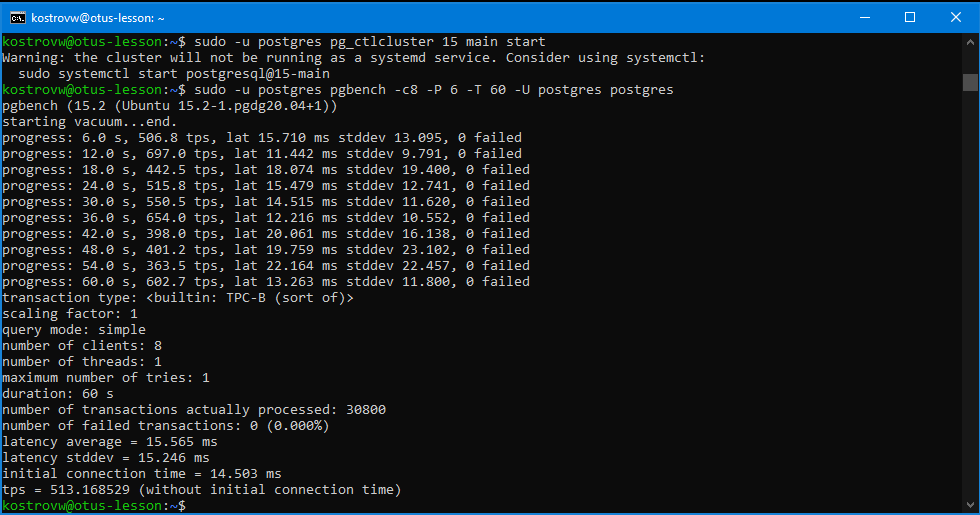 kostrovw@otus-lesson: ~
kostrovw@otus-lesson:~$ sudo -u postgres pg_ctlcluster 15 main start
Warning: the cluster will not be running as a systemd service. Consider using systemctl:
  sudo systemctl start postgresql@15-main
kostrovw@otus-lesson:~$ sudo -u postgres pgbench -c8 -P 6 -T 60 -U postgres postgres
pgbench (15.2 (Ubuntu 15.2-1.pgdg20.04+1))
starting vacuum...end.
progress: 6.0 s, 506.8 tps, lat 15.710 ms stddev 13.095, 0 failed
progress: 12.0 s, 697.0 tps, lat 11.442 ms stddev 9.791, 0 failed
progress: 18.0 s, 442.5 tps, lat 18.074 ms stddev 19.400, 0 failed
progress: 24.0 s, 515.8 tps, lat 15.479 ms stddev 12.741, 0 failed
progress: 30.0 s, 550.5 tps, lat 14.515 ms stddev 11.620, 0 failed
progress: 36.0 s, 654.0 tps, lat 12.216 ms stddev 10.552, 0 failed
progress: 42.0 s, 398.0 tps, lat 20.061 ms stddev 16.138, 0 failed
progress: 48.0 s, 401.2 tps, lat 19.759 ms stddev 23.102, 0 failed
progress: 54.0 s, 363.5 tps, lat 22.164 ms stddev 22.457, 0 failed
progress: 60.0 s, 602.7 tps, lat 13.263 ms stddev 11.800, 0 failed
transaction type: <builtin: TPC-B (sort of)>
scaling factor: 1
query mode: simple
number of clients: 8
number of threads: 1
maximum number of tries: 1
duration: 60 s
number of transactions actually processed: 30800
number of failed transactions: 0 (0.000%)
latency average = 15.565 ms
latency stddev = 15.246 ms
initial connection time = 14.503 ms
tps = 513.168529 (without initial connection time)
kostrovw@otus-lesson:~$